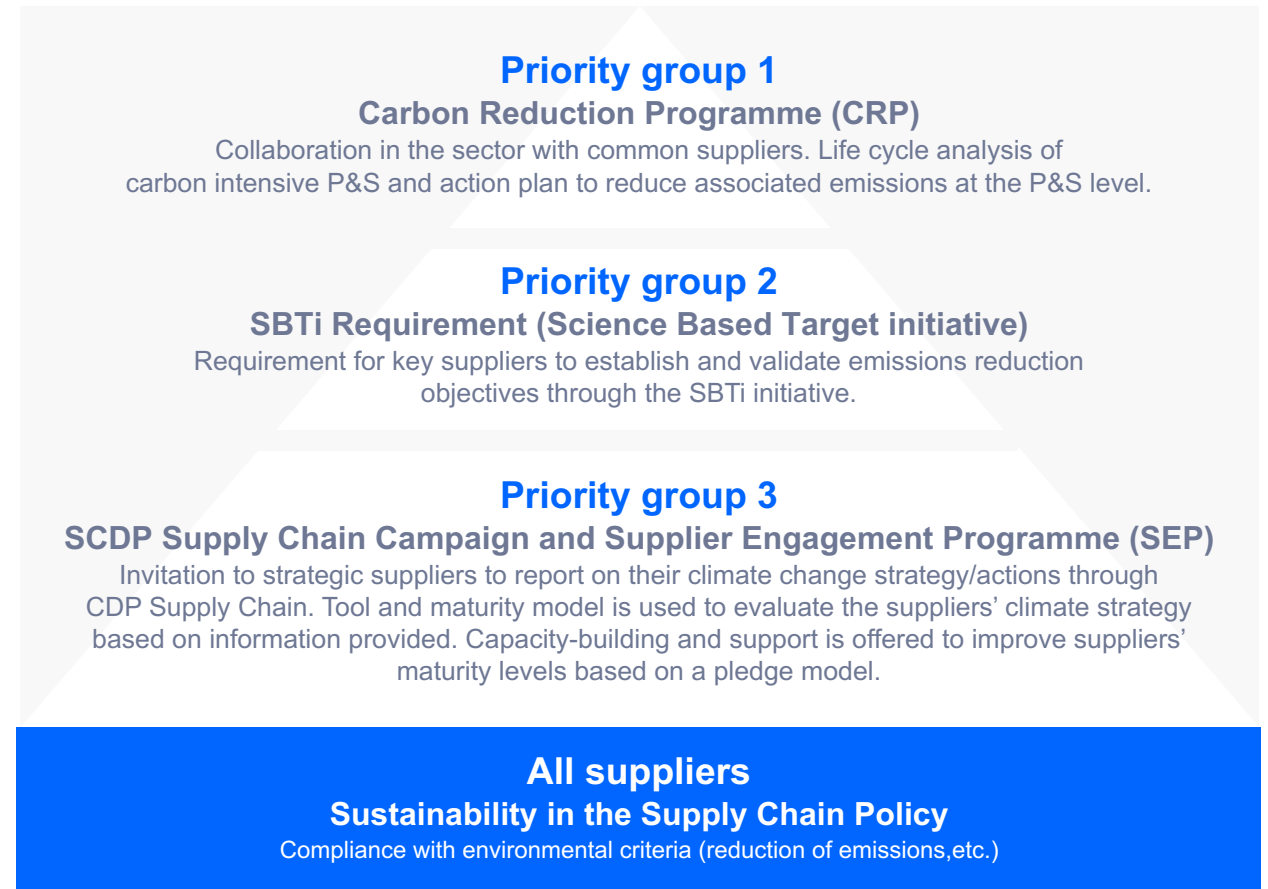 Priority group 1
Carbon Reduction Programme (CRP)
Collaboration in the sector with common suppliers. Life cycle analysis of
carbon intensive P&S and action plan to reduce associated emissions at the P&S level.
Priority group 2
SBTi Requirement (Science Based Target initiative)
Requirement for key suppliers to establish and validate emissions reduction
objectives through the SBTi initiative.
Priority group 3
SCDP Supply Chain Campaign and Supplier Engagement Programme (SEP)
Invitation to strategic suppliers to report on their climate change strategy/actions through
CDP Supply Chain. Tool and maturity model is used to evaluate the suppliers’ climate strategy
based on information provided. Capacity-building and support is offered to improve suppliers’
maturity levels based on a pledge model.
All suppliers
Sustainability in the Supply Chain Policy
Compliance with environmental criteria (reduction of emissions,etc.)